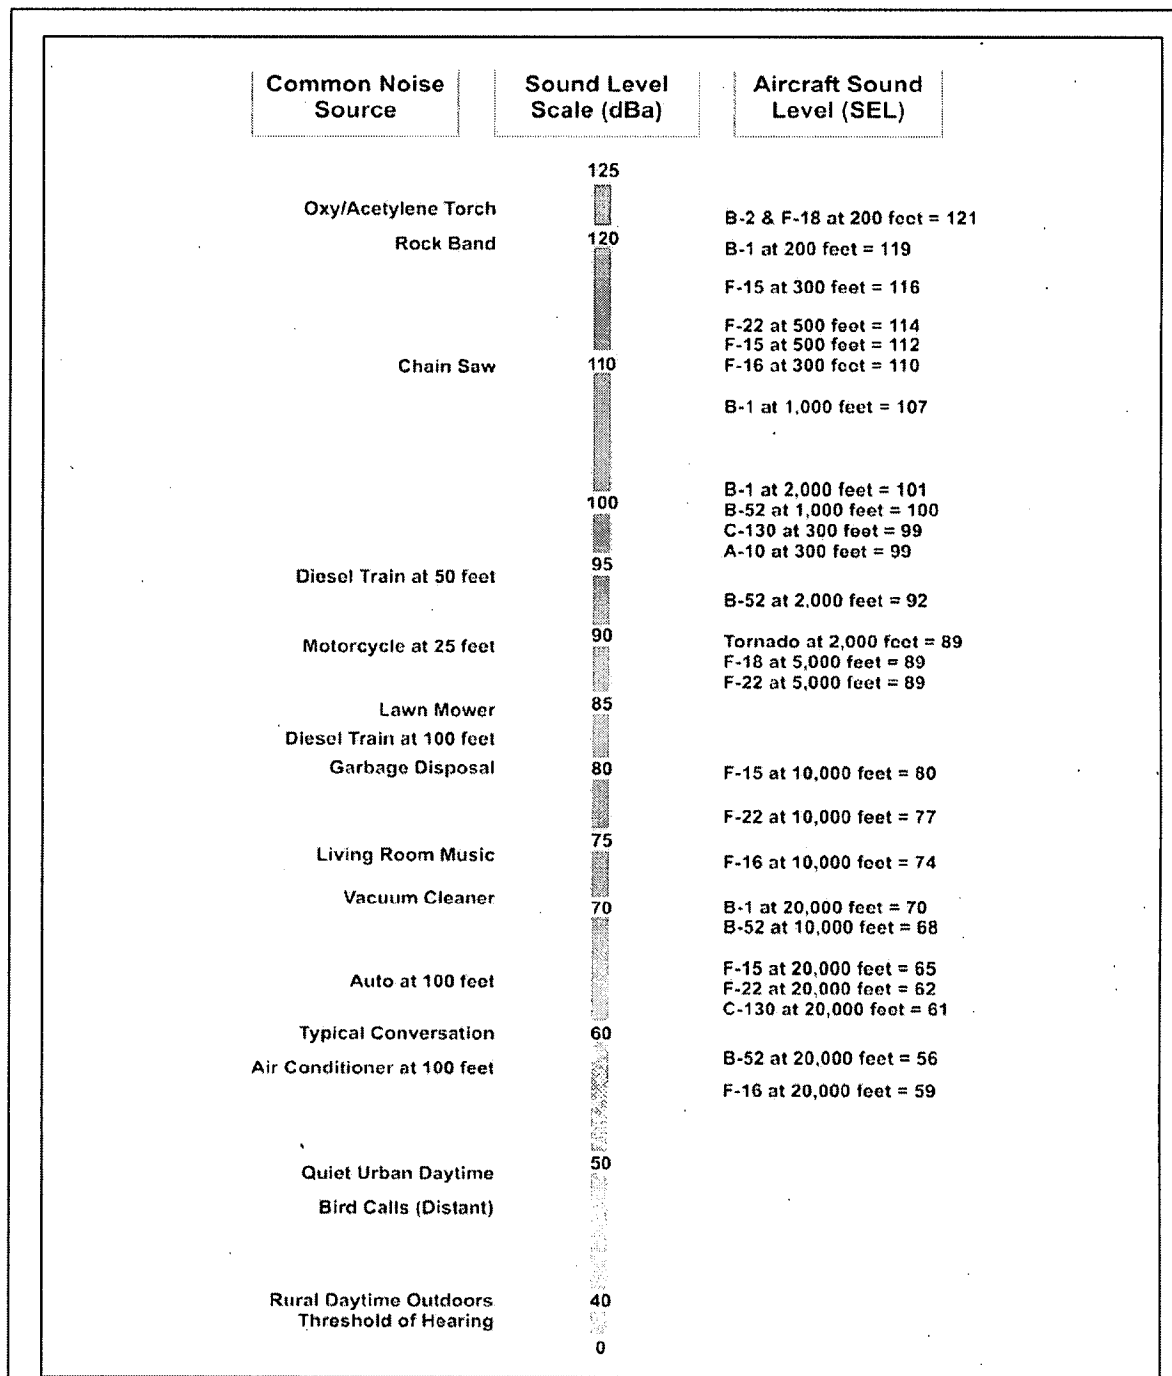 Common Noise
Source
Sound Level
Scale (dBa)
Aircraft Sound
Level (SEL)
125
Oxy/Acetylene Torch
B-2 & F-18 at 200 feet = 121
Rock Band
120
B-1 at 200 feet = 119
F-15 at 300 feet = 116
F-22 at 500 feet = 114
F-15 at 500 feet = 112
Chain Saw
110
F-16 at 300 feet = 110
B-1 at 1,000 feet = 107
B-1 at 2,000 feet = 101
100
B-52 at 1,000 feet = 100
C-130 at 300 feet = 99
A-10 at 300 feet = 99
95
Diesel Train at 50 feet
B-52 at 2,000 feet = 92
90
Motorcycle at 25 feet
Tornado at 2,000 feet = 89
F-18 at 5,000 feet = 89
F-22 at 5,000 feet = 89
85
Lawn Mower
Diesel Train at 100 feet
Garbage Disposal
80
F-15 at 10,000 feet = 80
F-22 at 10,000 feet = 77
75
Living Room Music
F-16 at 10,000 feet = 74
Vacuum Cleaner
70
B-1 at 20,000 feet = 70
B-52 at 10,000 feet = 68
F-15 at 20,000 feet = 65
Auto at 100 feet
F-22 at 20,000 feet = 62
C-130 at 20,000 feet = 61
Typical Conversation
60
B-52 at 20,000 feet = 56
Air Conditioner at 100 feet
F-16 at 20,000 feet = 59
50
Quiet Urban Daytime
Bird Calls (Distant)
Rural Daytime Outdoors
40
Threshold of Hearing
0